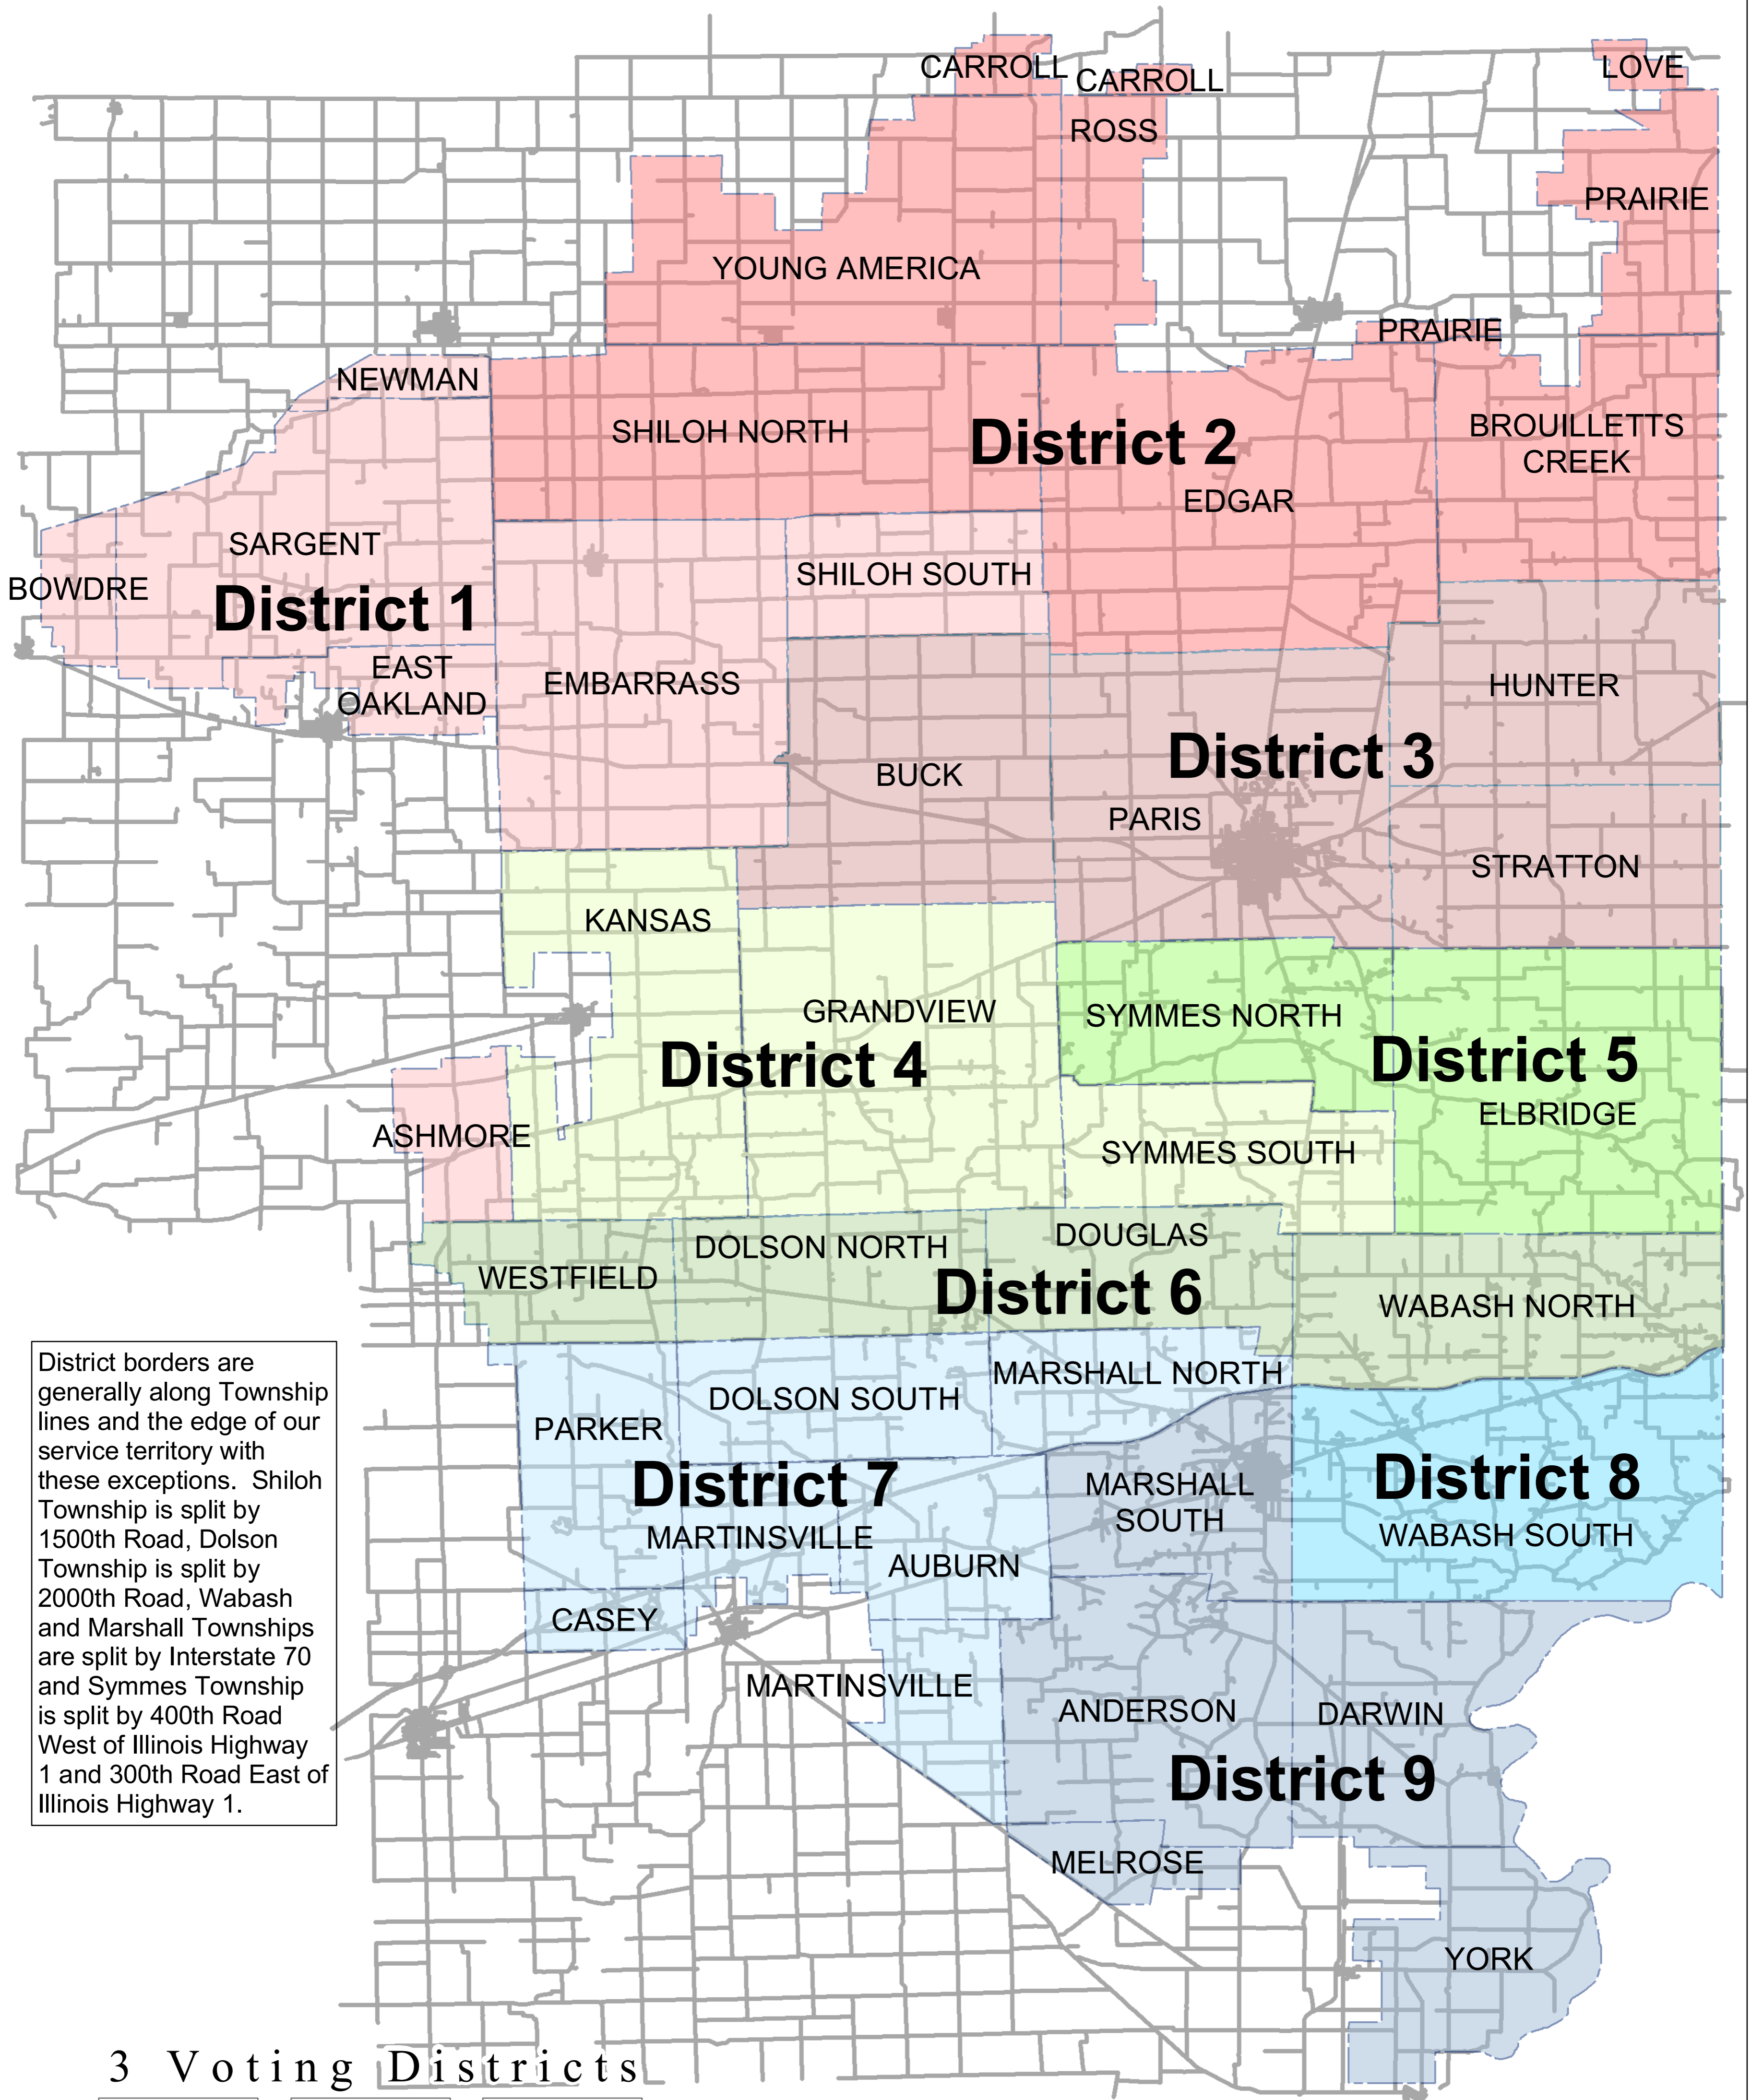 CARROLL
CARROLL
LOVE
ROSS
PRAIRIE
YOUNG AMERICA
PRAIRIE
NEWMAN
SHILOH NORTH
District 2
BROUILLETTS
CREEK
EDGAR
SARGENT
BOWDRE
SHILOH SOUTH
District 1
EAST
OAKLAND
EMBARRASS
HUNTER
District 3
BUCK
PARIS
STRATTON
KANSAS
GRANDVIEW
SYMMES NORTH
District 4
District 5
ELBRIDGE
ASHMORE
SYMMES SOUTH
DOUGLAS
DOLSON NORTH
WESTFIELD
District 6
WABASH NORTH
District borders are
generally along Township
lines and the edge of our
service territory with
these exceptions.  Shiloh
Township is split by
1500th Road, Dolson
Township is split by
2000th Road, Wabash
and Marshall Townships
are split by Interstate 70
and Symmes Township
is split by 400th Road
West of Illinois Highway
1 and 300th Road East of
Illinois Highway 1.
MARSHALL NORTH
DOLSON SOUTH
PARKER
District 7
MARSHALL
SOUTH
District 8
WABASH SOUTH
MARTINSVILLE
AUBURN
CASEY
MARTINSVILLE
ANDERSON
DARWIN
District 9
MELROSE
YORK
3 Voting Districts